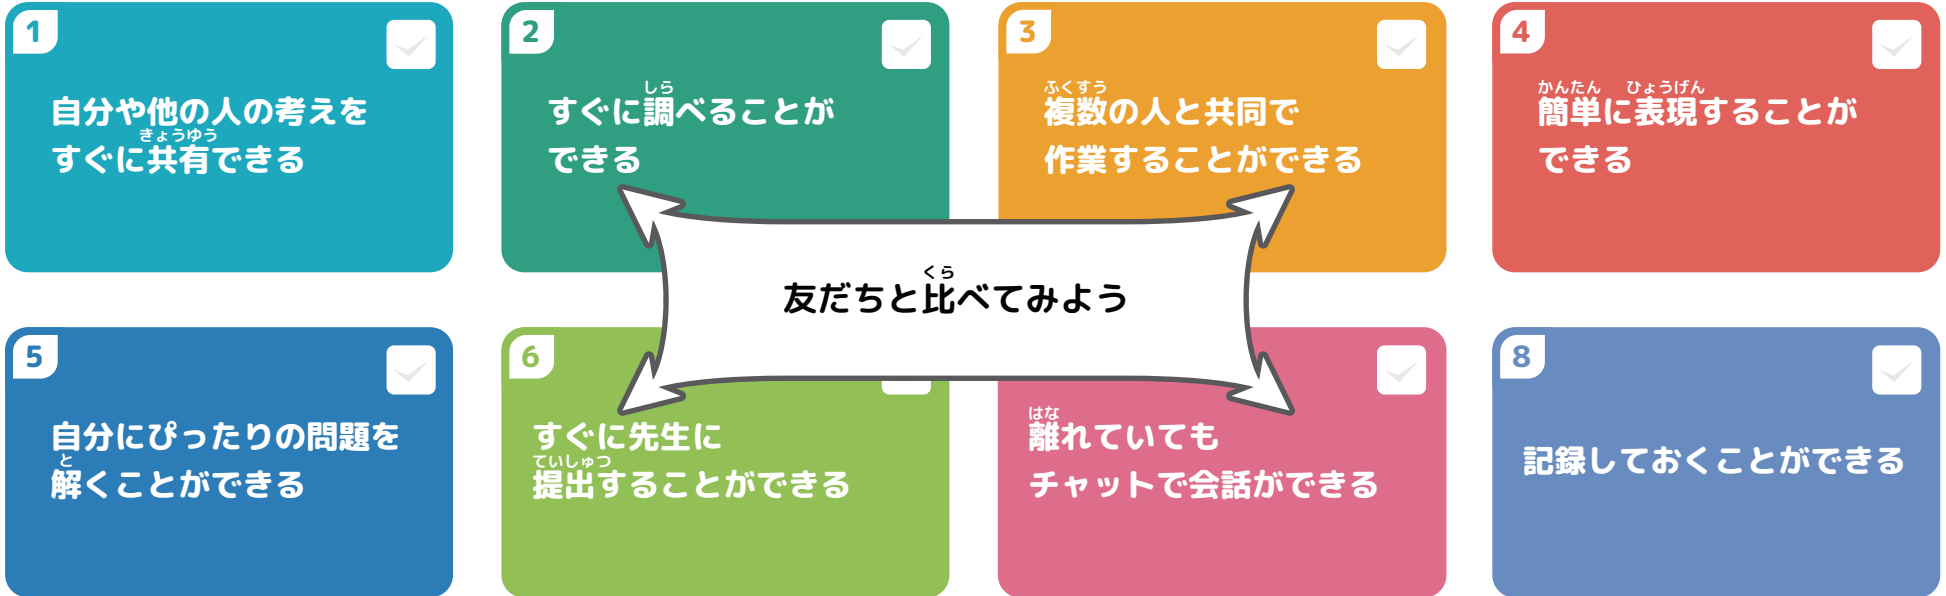 1
自分や他の人の考えを
きょうゆう
すぐに共有できる
2
しら
すぐに調べることが
できる
3
ふくすう
複数の人と共同で
作業することができる
4
かんたん ひょうげん
簡単に表現することが
できる
くら
友だちと比べてみよう
5
自分にぴったりの問題を
と
解くことができる
6
すぐに先生に
ていしゅつ
提出することができる
はな
離れていても
チャットで会話ができる
8
記録しておくことができる